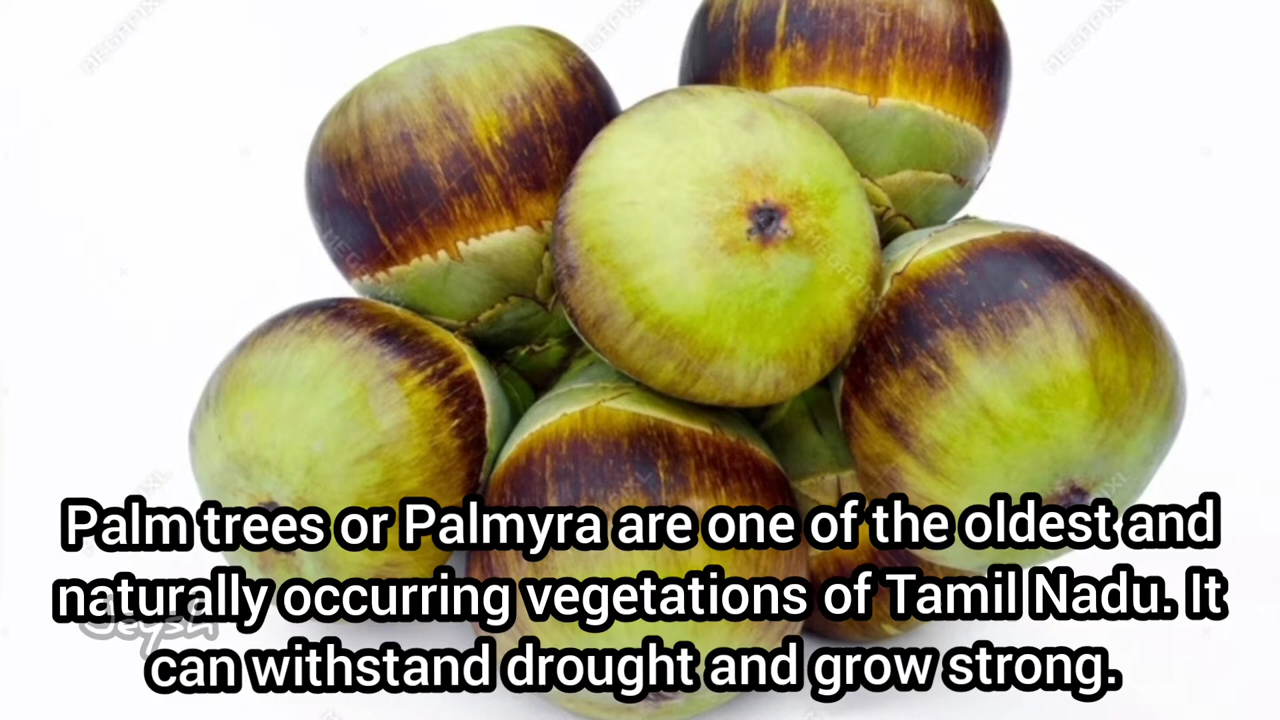 MEGAPIXL
Palm trees or Palmyra are one of the oldest and
naturally occurring vegetations of Tamil Nadu. It
can withstand drought and grow strong.